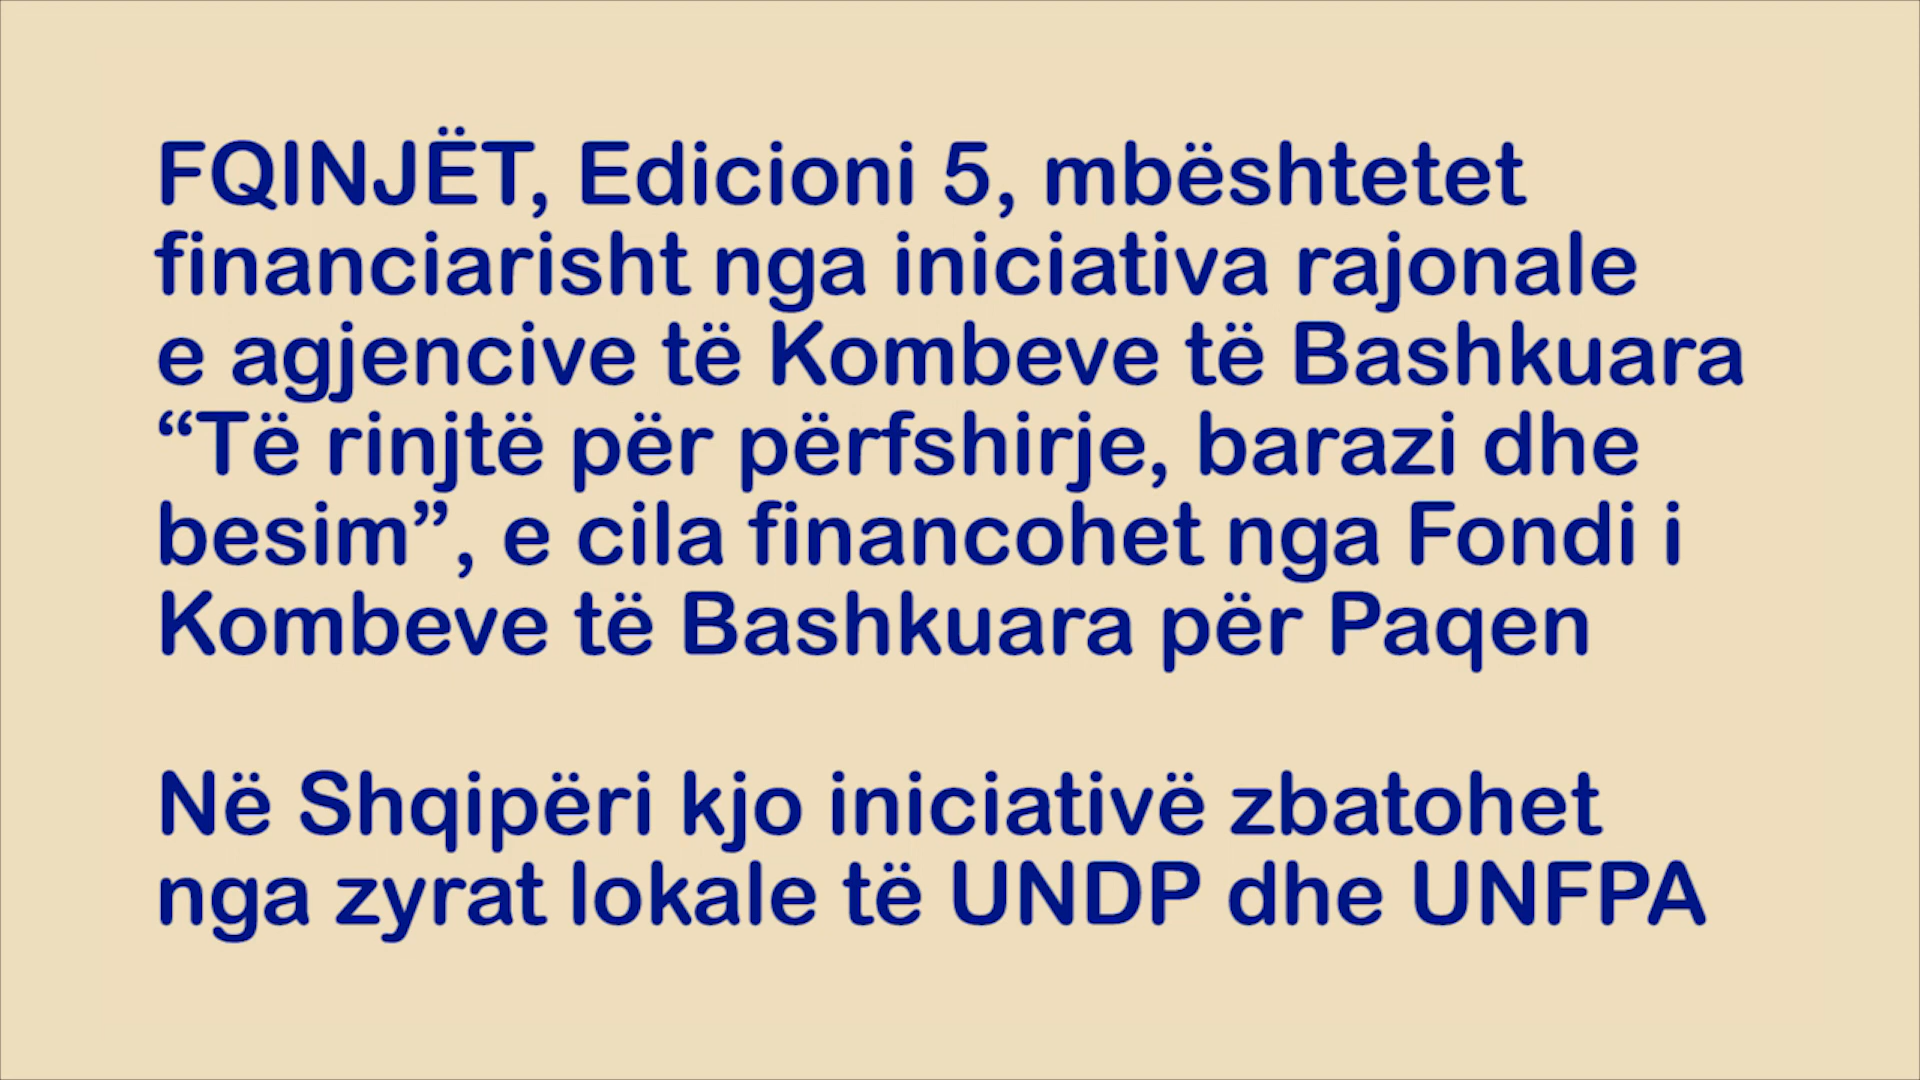 FQINJËT, Edicioni 5, mbështetet
financiarisht nga iniciativa rajonale
e agjencive të Kombeve të Bashkuara
“Të rinjtë për përfshirje, barazi dhe
besim”, e cila financohet nga Fondi i
Kombeve të Bashkuara për Paqen
Në Shqipëri kjo iniciativë zbatohet
nga zyrat lokale të UNDP dhe UNFPA